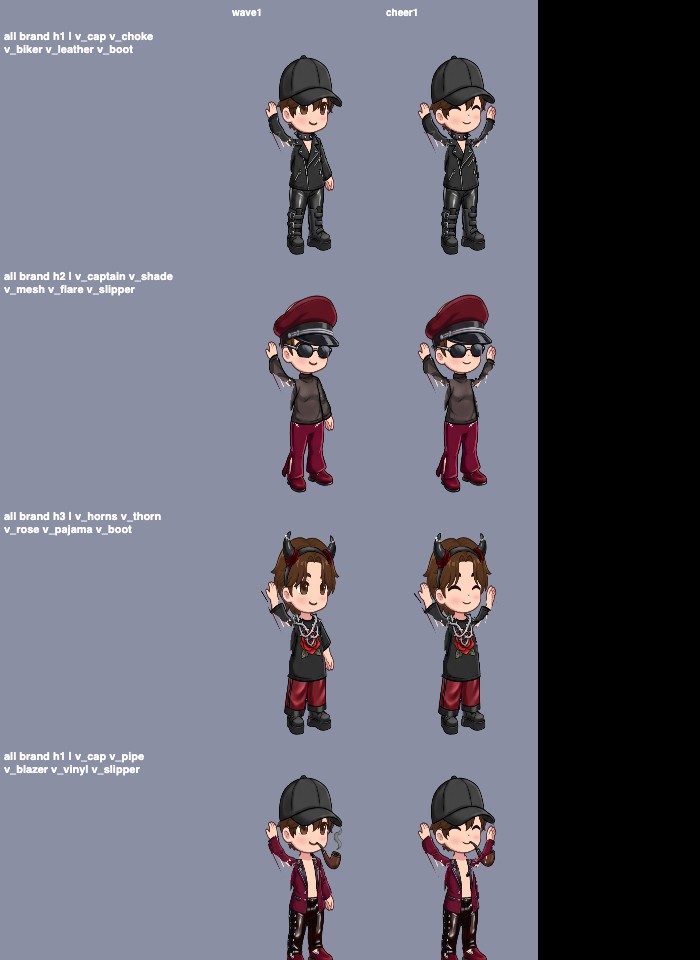 wave1 cheer1
all brand h1 | v_cap v_choke
v_biker v_leather v_boot
all brand h2 | v_captain v_shade
v_mesh v_flare v_slipper
all brand h3 | v_horns v_thorn
v_rose v_pajama v_boot
all brand h1 | v_cap v_pipe
v_blazer v_vinyl v_slipper